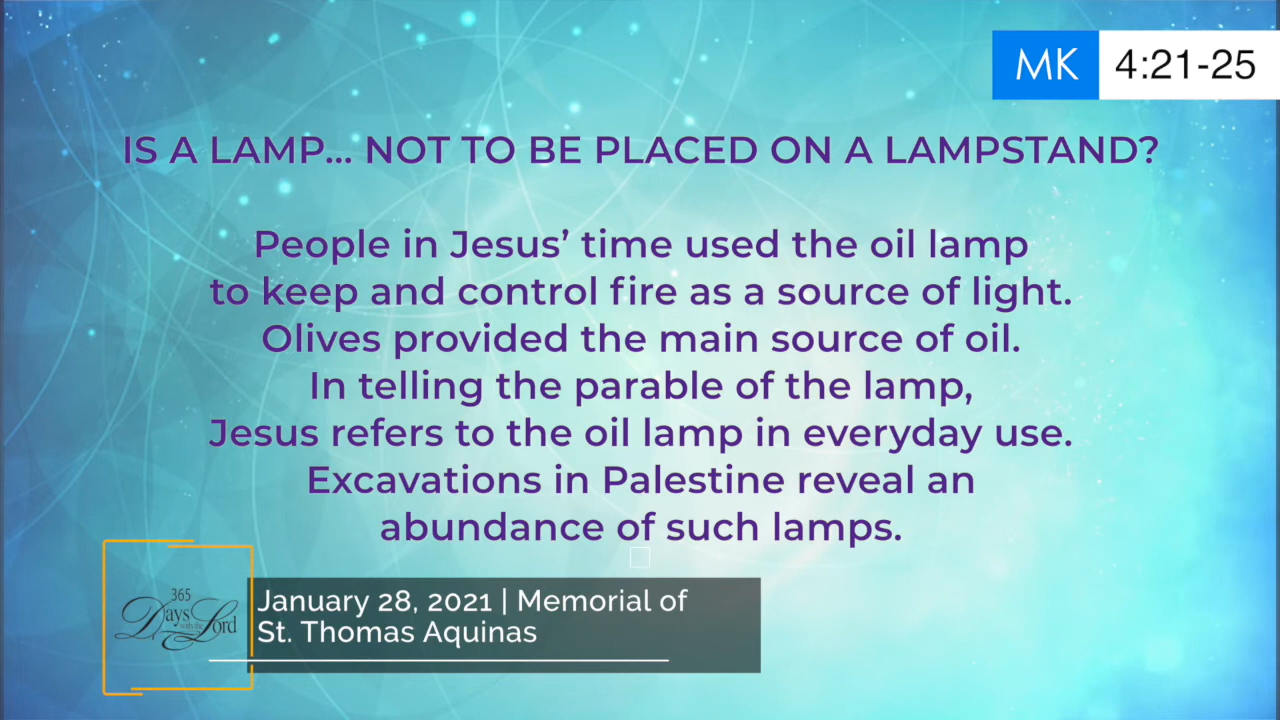 MK 4:21-25
IS A LAMP... NOT TO BE PLACED ON A LAMPSTAND?
People in Jesus’ time used the oil lamp
to keep and control fire as a source of light.
Olives provided the main source of oil.
In telling the parable of the lamp,
Jesus refers to the oil lamp in everyday use.
Excavations in Palestine reveal an
abundance of such lamps.
365
Days with the Lord
January 28, 2021 | Memorial of
St. Thomas Aquinas